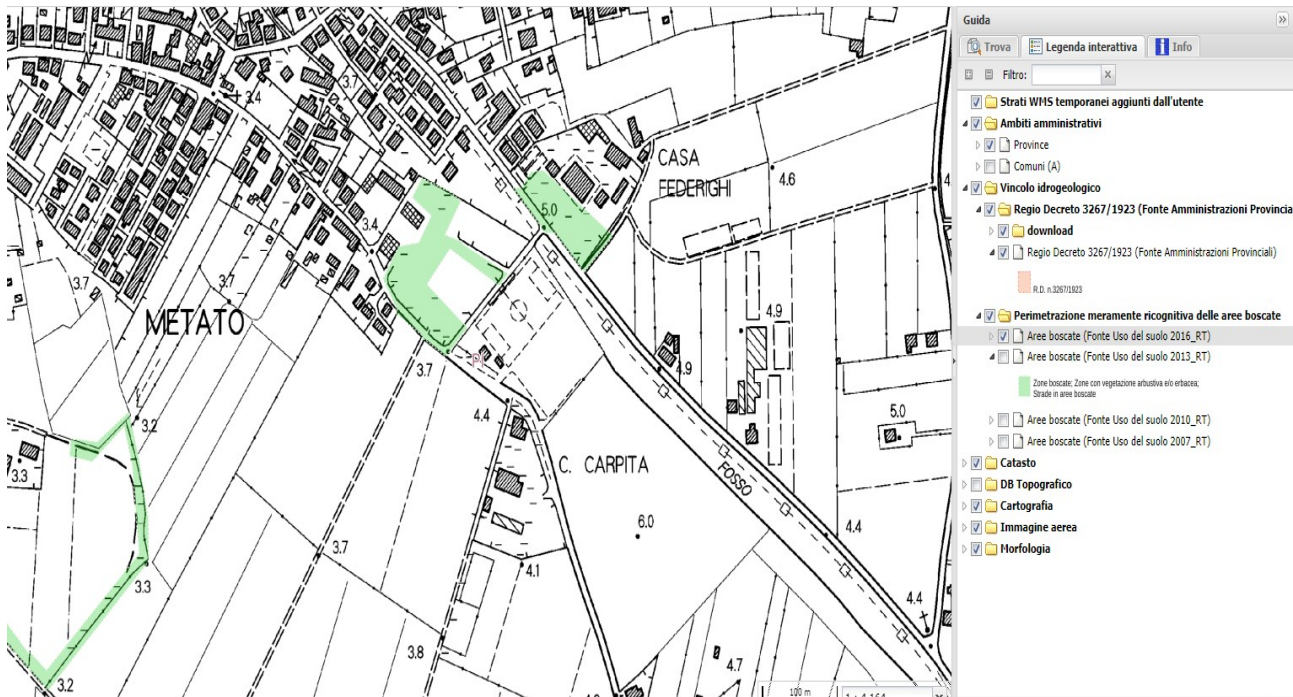 3.4
3.7
3.4
CASA
FEDERIGHI
4.6
5.0
3.7
3.7
METATO
4.9
3.7
4.9
4.4
3.2
5.0
C. CARPITA
FOSSO
3.3
6.0
4.4
3.7
3.3
4.1
4.4
3.8
3.2
4.7
100 m
1 : 4.164
Guida
Trova
Legenda interattiva
Info
Filtro:
Strati WMS temporanei aggiunti dall'utente
Ambiti amministrativi
Province
Comuni (A)
Vincolo idrogeologico
Regio Decreto 3267/1923 (Fonte Amministrazioni Provincia
download
Regio Decreto 3267/1923 (Fonte Amministrazioni Provinciali)
R.D. n.3267/1923
Perimetrazione meramente ricognitiva delle aree boscate
Aree boscate (Fonte Uso del suolo 2016_RT)
Aree boscate (Fonte Uso del suolo 2013_RT)
Zone boscate; Zone con vegetazione arbustiva e/o erbacea;
Strade in aree boscate
Aree boscate (Fonte Uso del suolo 2010_RT)
Aree boscate (Fonte Uso del suolo 2007_RT)
Catasto
DB Topografico
Cartografia
Immagine aerea
Morfologia